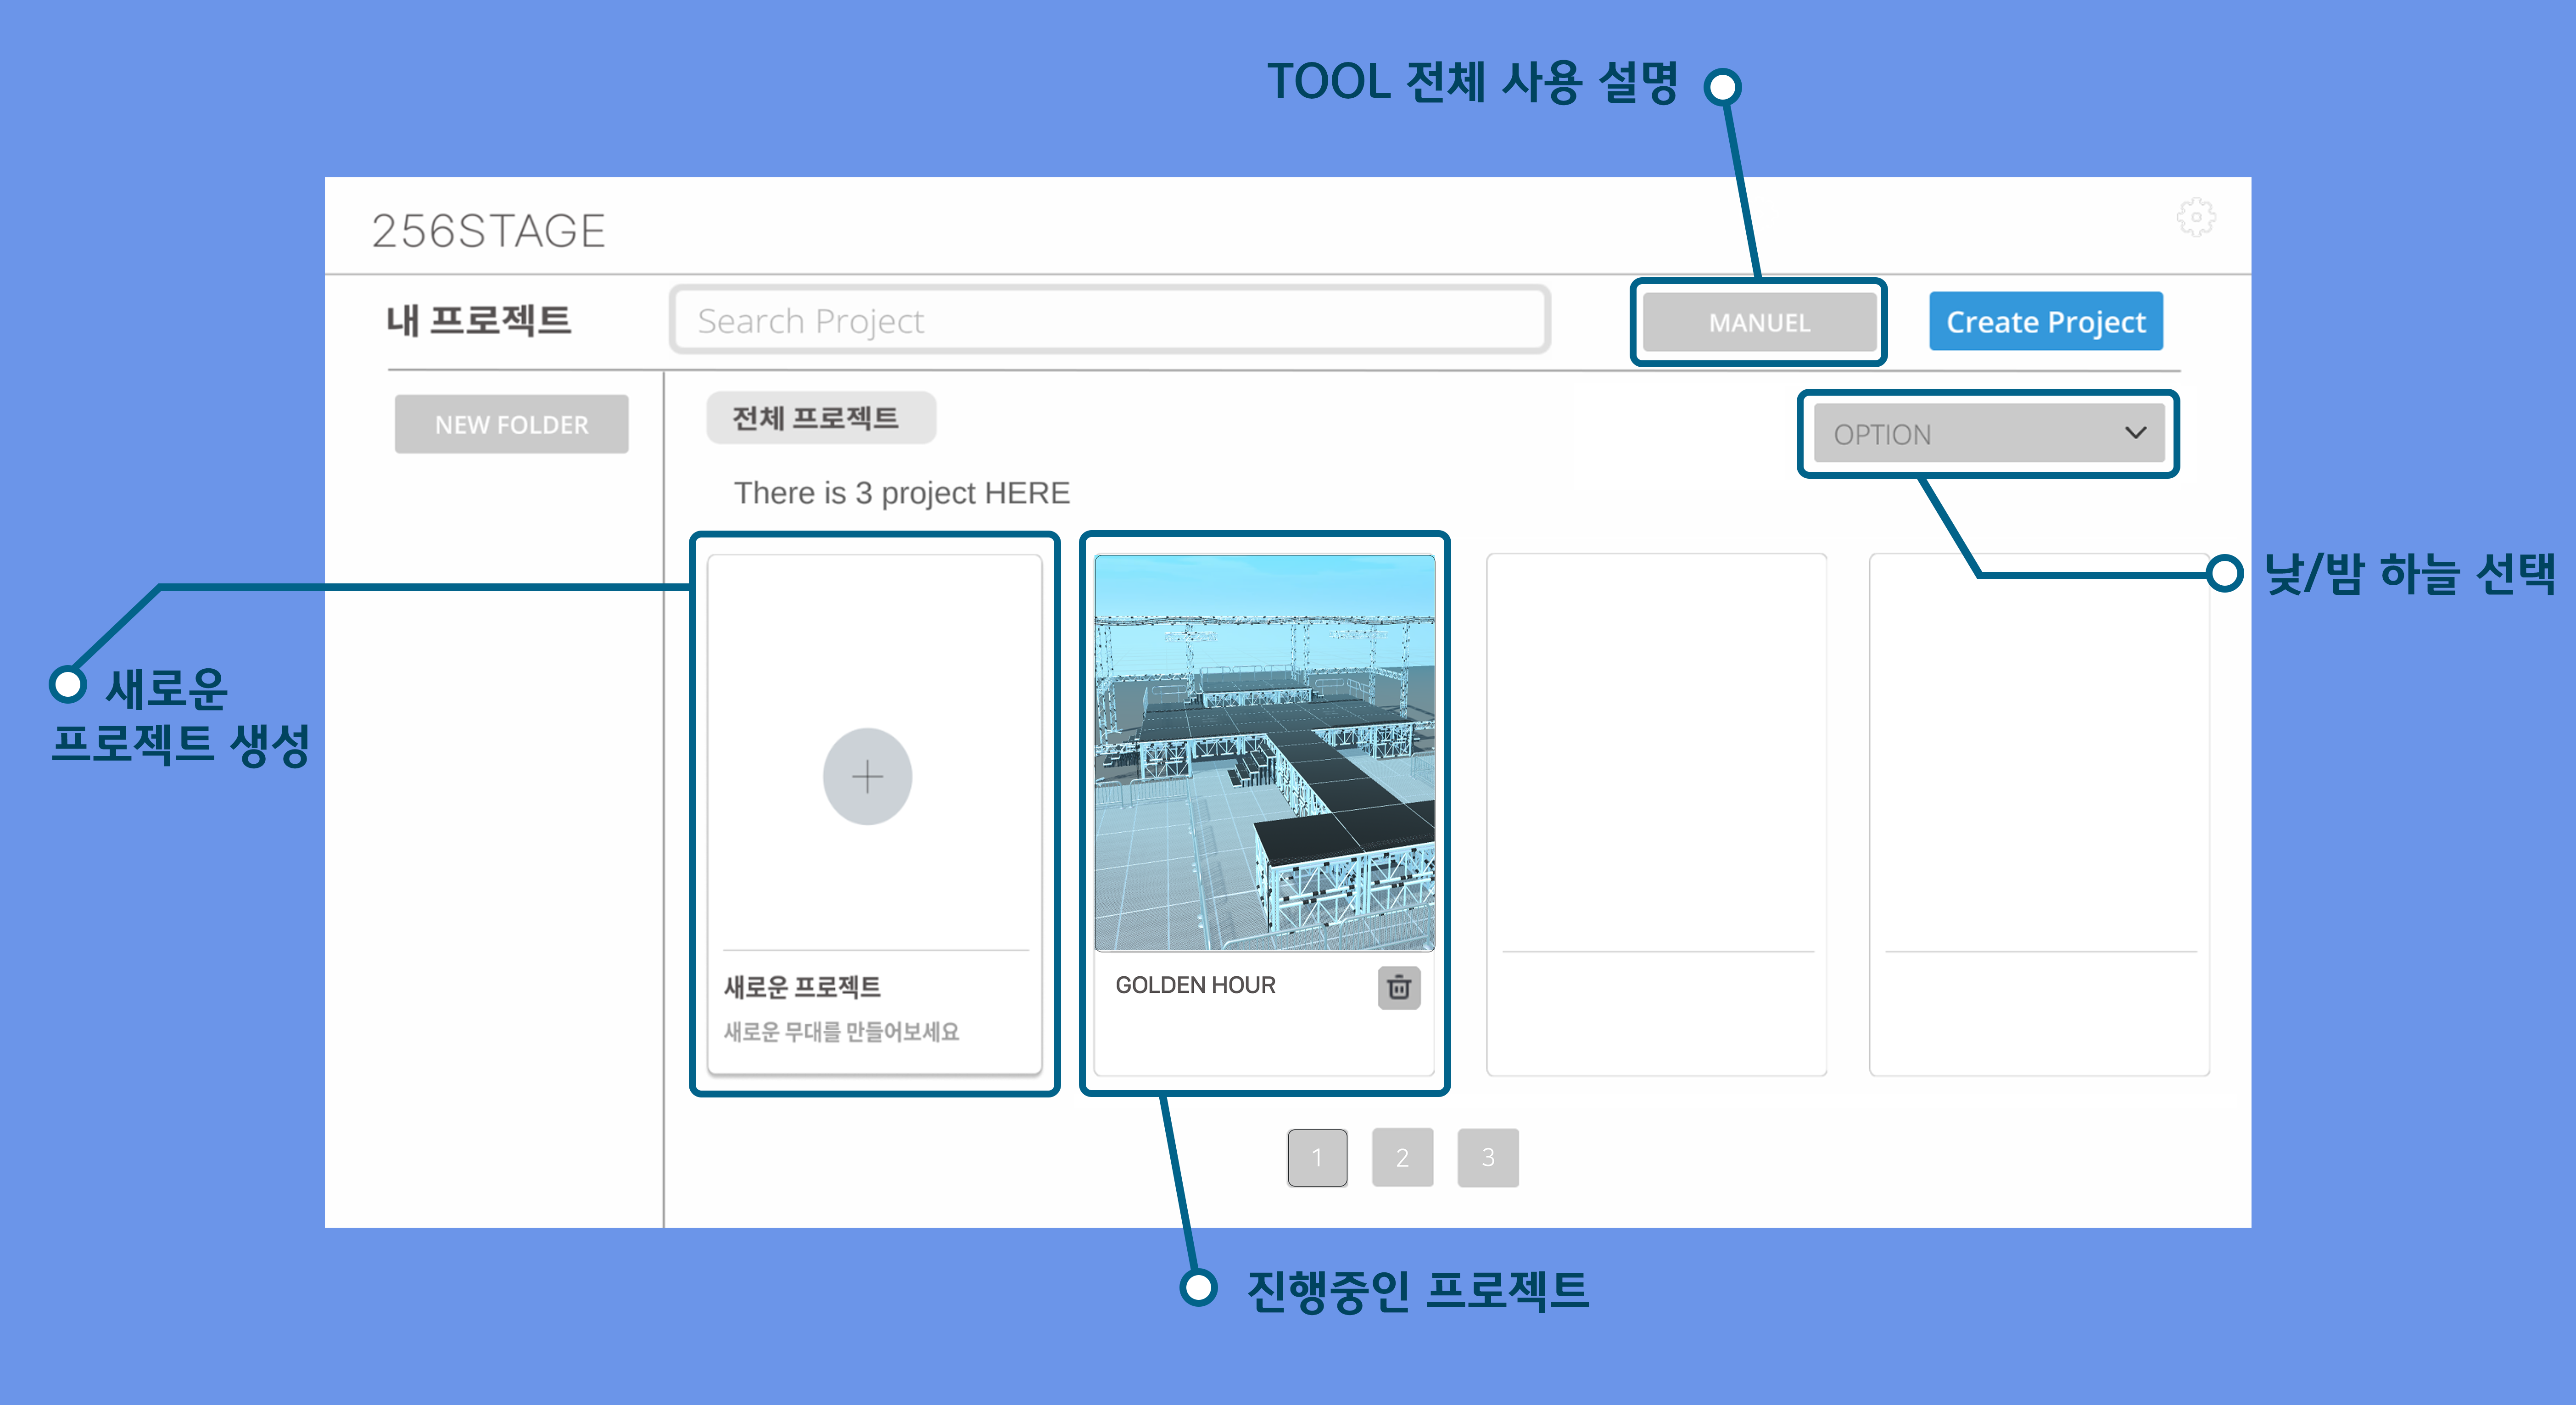 TOOL 전체 사용 설명
256STAGE
내 프로젝트
Search Project
MANUEL
Create Project
NEW FOLDER
전체 프로젝트
OPTION
There is 3 project HERE
낮/밤 하늘 선택
새로운
프로젝트 생성
새로운 프로젝트
새로운 무대를 만들어보세요
GOLDEN HOUR
1
2
3
진행중인 프로젝트